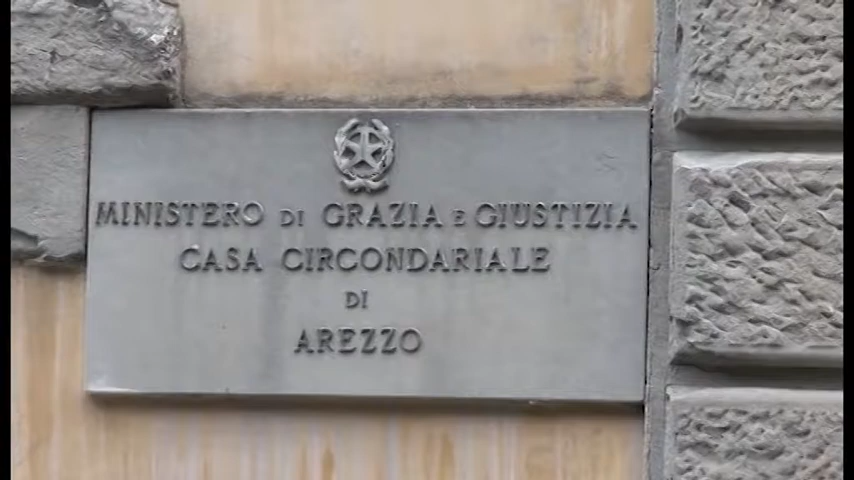 MINISTERO DI GRAZIA E GIUSTIZIA
CASA CIRCONDARIALE
DI
AREZZO